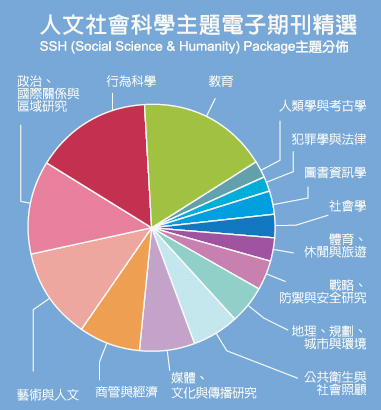 人文社會科學主題電子期刊精選
SSH (Social Science & Humanity) Package主題分佈
政治、
國際關係與
區域研究
行為科學
教育
人類學與考古學
犯罪學與法律
圖書資訊學
社會學
體育、
休閒與旅遊
戰略、
防禦與安全研究
地理、規劃、
城市與環境
公共衛生與
社會照顧
媒體、
文化與傳播研究
商管與經濟
藝術與人文